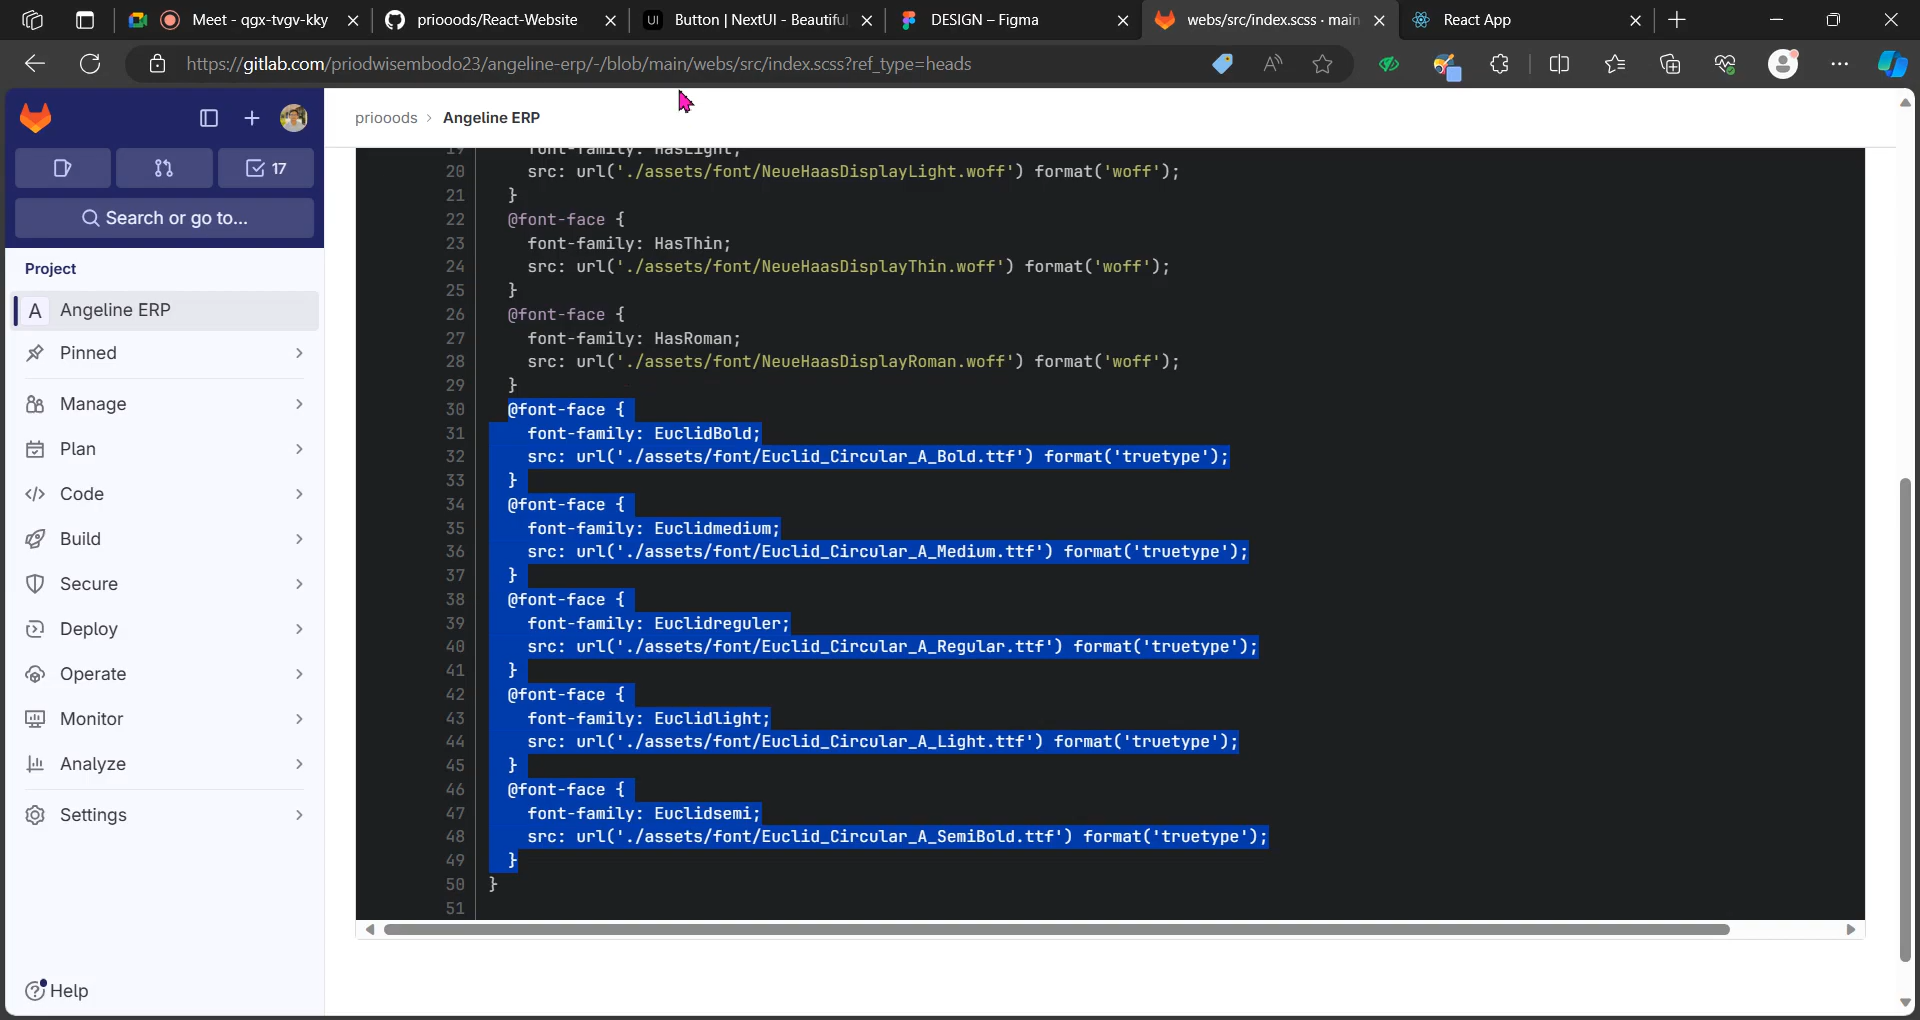 Meet - qgx-tvgv-kky
priooods/React-Website
UI
Button | NextUI - Beautiful
DESIGN – Figma
webs/src/index.scss · main
React App
https://gitlab.com/priodwisembodo23/angeline-erp/-/blob/main/webs/src/index.scss?ref_type=heads
priooods › Angeline ERP
17
Search or go to...
Project
A Angeline ERP
Pinned
Manage
Plan
Code
Build
Secure
Deploy
Operate
Monitor
Analyze
Settings
Help
19 font-family: HasLight;
20 src: url('./assets/font/NeueHaasDisplayLight.woff') format('woff');
21 }
22 @font-face {
23 font-family: HasThin;
24 src: url('./assets/font/NeueHaasDisplayThin.woff') format('woff');
25 }
26 @font-face {
27 font-family: HasRoman;
28 src: url('./assets/font/NeueHaasDisplayRoman.woff') format('woff');
29 }
30 @font-face {
31 font-family: EuclidBold;
32 src: url('./assets/font/Euclid_Circular_A_Bold.ttf') format('truetype');
33 }
34 @font-face {
35 font-family: Euclidmedium;
36 src: url('./assets/font/Euclid_Circular_A_Medium.ttf') format('truetype');
37 }
38 @font-face {
39 font-family: Euclidreguler;
40 src: url('./assets/font/Euclid_Circular_A_Regular.ttf') format('truetype');
41 }
42 @font-face {
43 font-family: Euclidlight;
44 src: url('./assets/font/Euclid_Circular_A_Light.ttf') format('truetype');
45 }
46 @font-face {
47 font-family: Euclidsemi;
48 src: url('./assets/font/Euclid_Circular_A_SemiBold.ttf') format('truetype');
49 }
50 }
51